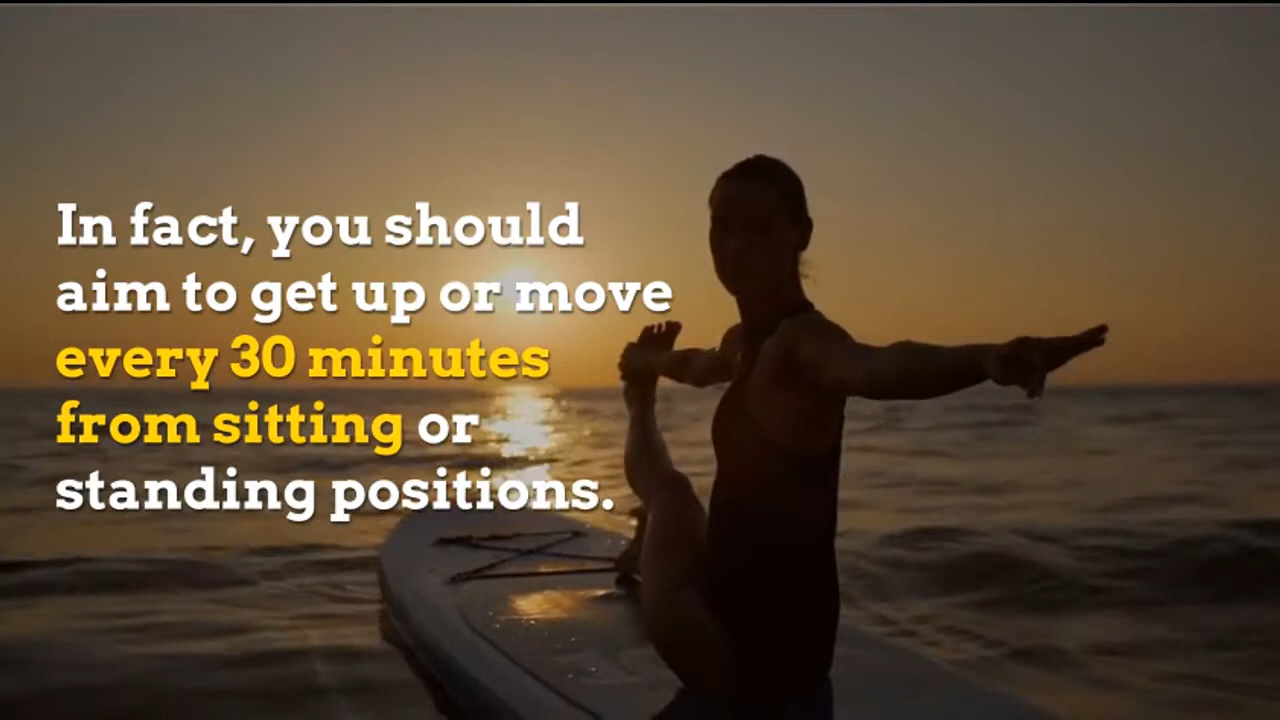 In fact, you should
aim to get up or move
every 30 minutes
from sitting or
standing positions.